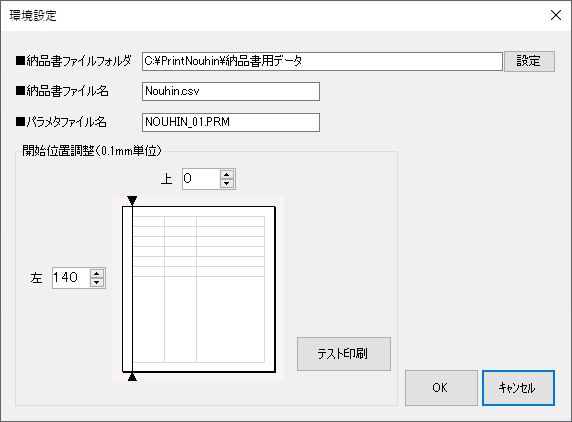 環境設定
■納品書ファイルフォルダ C:¥PrintNouhin¥納品書用データ 設定
■納品書ファイル名 Nouhin.csv
■パラメタファイル名 NOUHIN_01.PRM
開始位置調整(0.1mm単位)
上 0
左 140
テスト印刷
OK キャンセル